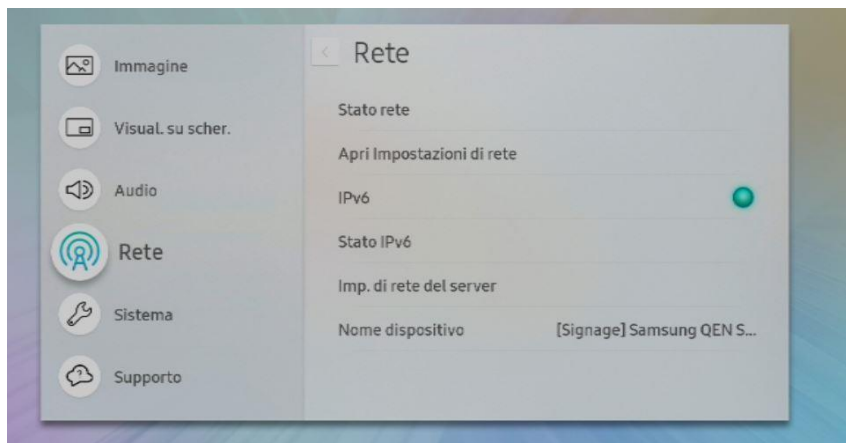 Immagine
Visual. su scher.
Audio
Rete
Sistema
Supporto
Rete
Stato rete
Apri Impostazioni di rete
IPv6
Stato IPv6
Imp. di rete del server
Nome dispositivo [Signage] Samsung QEN S...